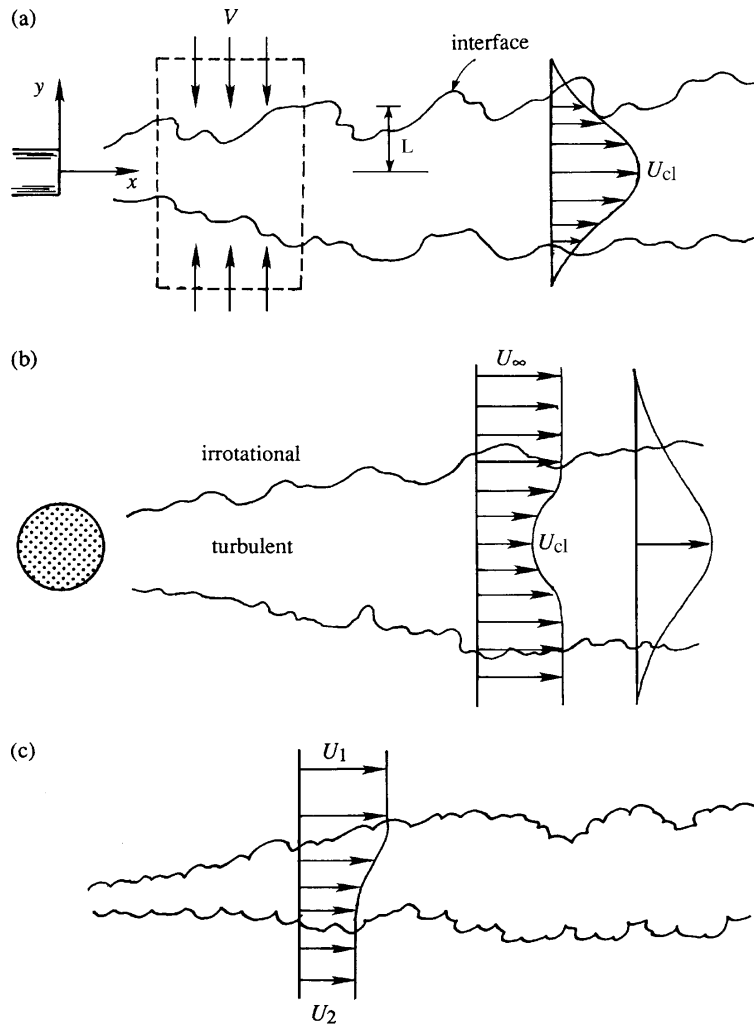 (a)
V
interface
y
L
x
U_cl
(b)
U_∞
irrotational
turbulent
U_cl
(c)
U_1
U_2